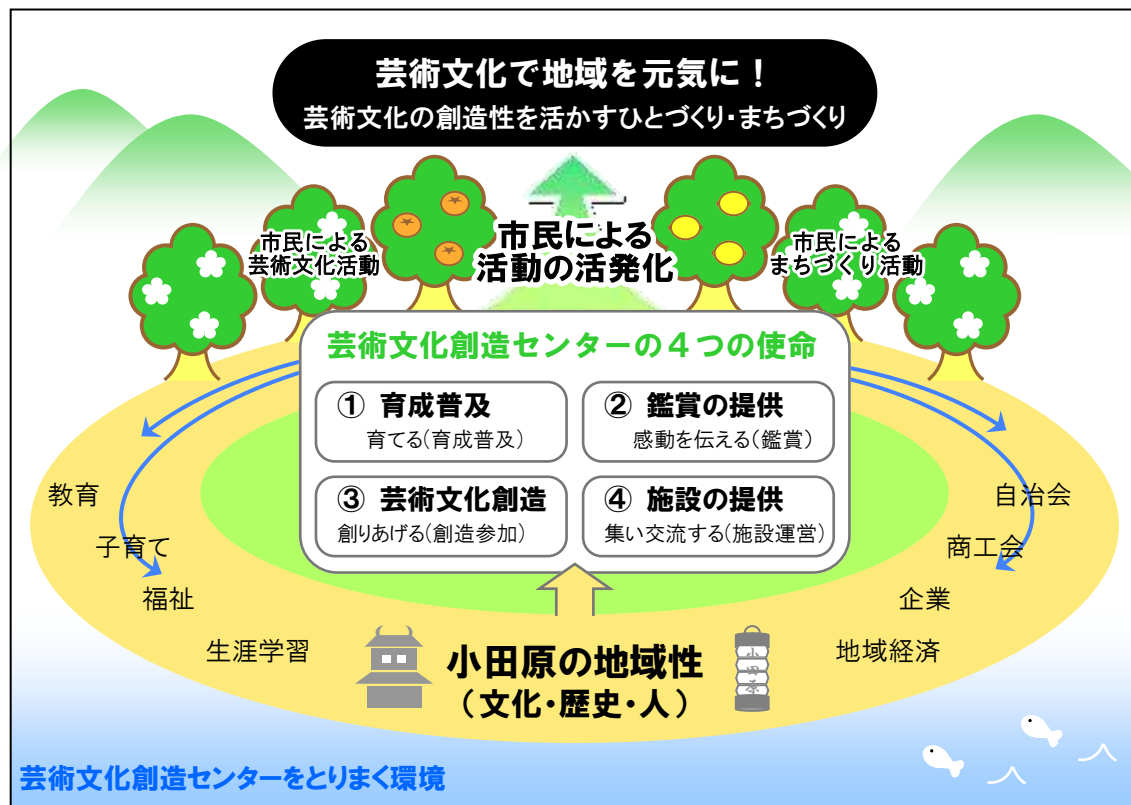 芸術文化で地域を元気に！
芸術文化の創造性を活かすひとづくり・まちづくり
市民による
芸術文化活動
市民による
活動の活発化
市民による
まちづくり活動
芸術文化創造センターの４つの使命
① 育成普及
育てる(育成普及)
② 鑑賞の提供
感動を伝える(鑑賞)
③ 芸術文化創造
創りあげる(創造参加)
④ 施設の提供
集い交流する(施設運営)
教育
子育て
福祉
生涯学習
自治会
商工会
企業
地域経済
小田原の地域性
（文化・歴史・人）
小田原
芸術文化創造センターをとりまく環境